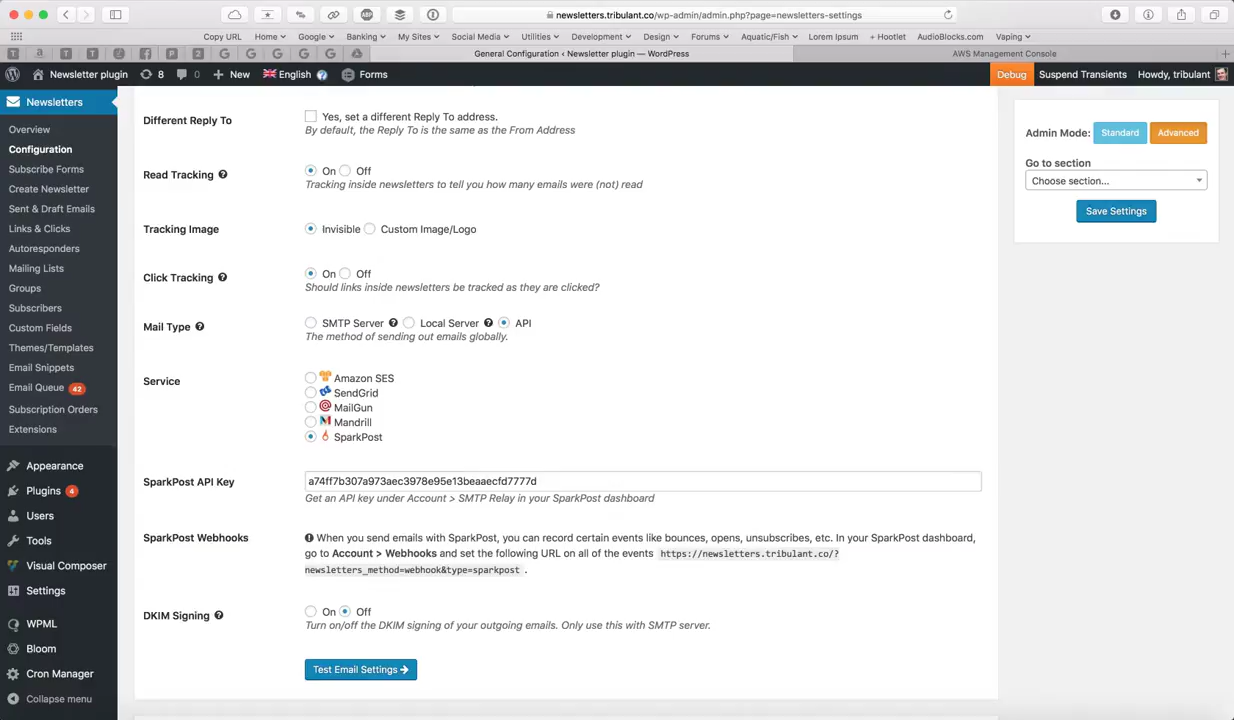 newsletters.tribulant.co/wp-admin/admin.php?page=newsletters-settings
Copy URL Home Google Banking My Sites Social Media Utilities Development Design Forums Aquatic/Fish Lorem Ipsum + Hootlet AudioBlocks.com Vaping
General Configuration ‹ Newsletter plugin — WordPress
AWS Management Console
Newsletter plugin 8 0 + New English Forms
Debug Suspend Transients Howdy, tribulant
Newsletters
Overview
Configuration
Subscribe Forms
Create Newsletter
Sent & Draft Emails
Links & Clicks
Autoresponders
Mailing Lists
Groups
Subscribers
Custom Fields
Themes/Templates
Email Snippets
Email Queue 42
Subscription Orders
Extensions
Appearance
Plugins 4
Users
Tools
Visual Composer
Settings
WPML
Bloom
Cron Manager
Collapse menu
Different Reply To
Yes, set a different Reply To address.
By default, the Reply To is the same as the From Address
Read Tracking
On Off
Tracking inside newsletters to tell you how many emails were (not) read
Tracking Image
Invisible Custom Image/Logo
Click Tracking
On Off
Should links inside newsletters be tracked as they are clicked?
Mail Type
SMTP Server Local Server API
The method of sending out emails globally.
Service
Amazon SES
SendGrid
MailGun
Mandrill
SparkPost
SparkPost API Key
a74ff7b307a973aec3978e95e13beaaecfd7777d
Get an API key under Account > SMTP Relay in your SparkPost dashboard
SparkPost Webhooks
When you send emails with SparkPost, you can record certain events like bounces, opens, unsubscribes, etc. In your SparkPost dashboard,
go to Account > Webhooks and set the following URL on all of the events https://newsletters.tribulant.co/?
newsletters_method=webhook&type=sparkpost .
DKIM Signing
On Off
Turn on/off the DKIM signing of your outgoing emails. Only use this with SMTP server.
Test Email Settings
Admin Mode: Standard Advanced
Go to section
Choose section...
Save Settings